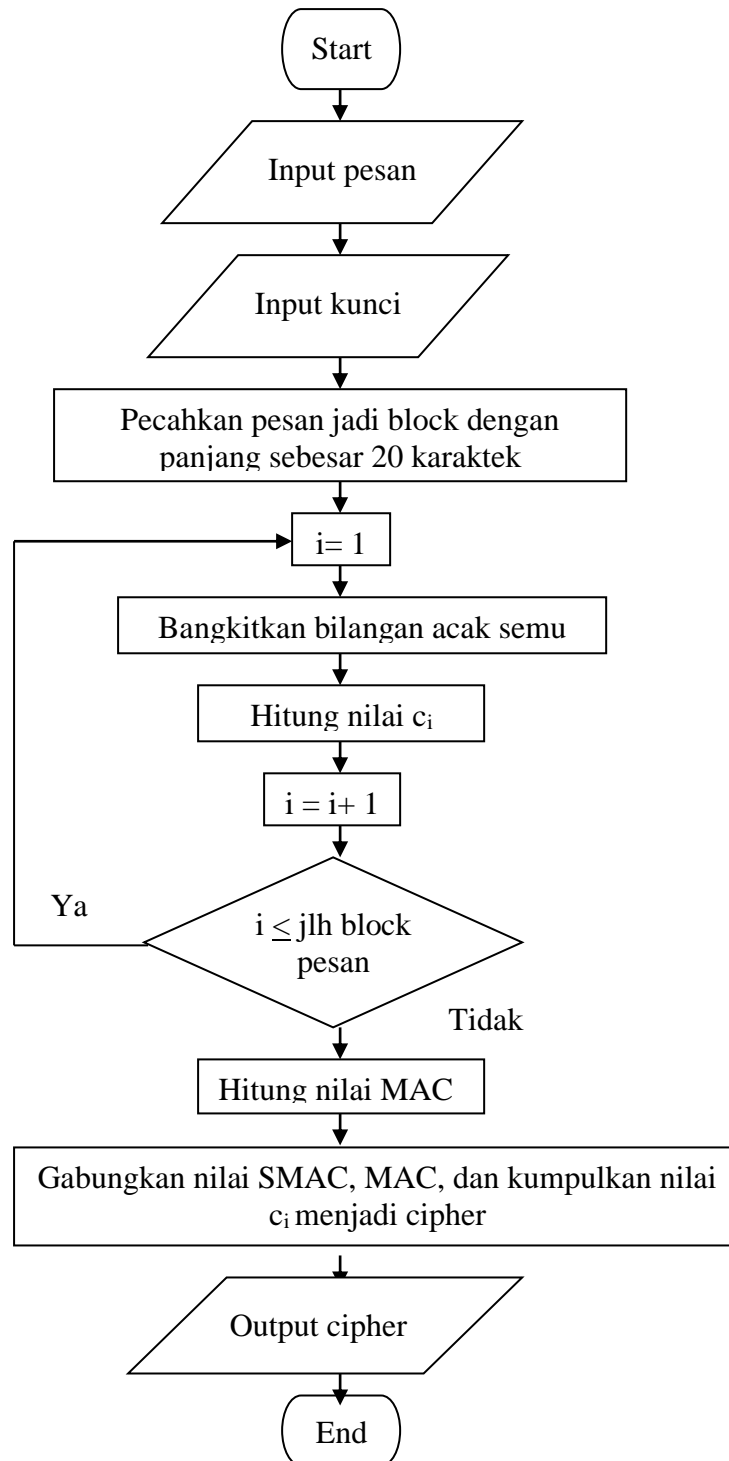 Start
Input pesan
Input kunci
Pecahkan pesan jadi block dengan
panjang sebesar 20 karaktek
i= 1
Bangkitkan bilangan acak semu
Hitung nilai cᵢ
i = i+ 1
Ya
i ≤ jlh block
pesan
Tidak
Hitung nilai MAC
Gabungkan nilai SMAC, MAC, dan kumpulkan nilai
cᵢ menjadi cipher
Output cipher
End